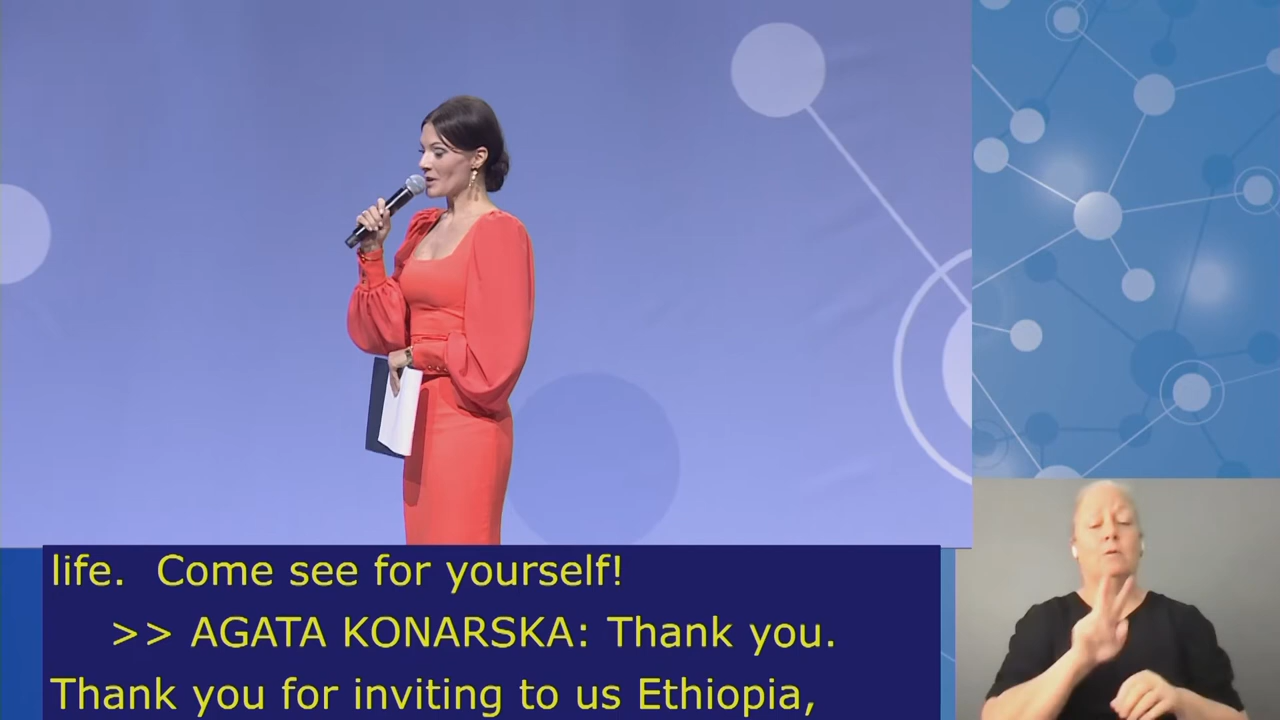 life.  Come see for yourself!
>> AGATA KONARSKA: Thank you.
Thank you for inviting to us Ethiopia,